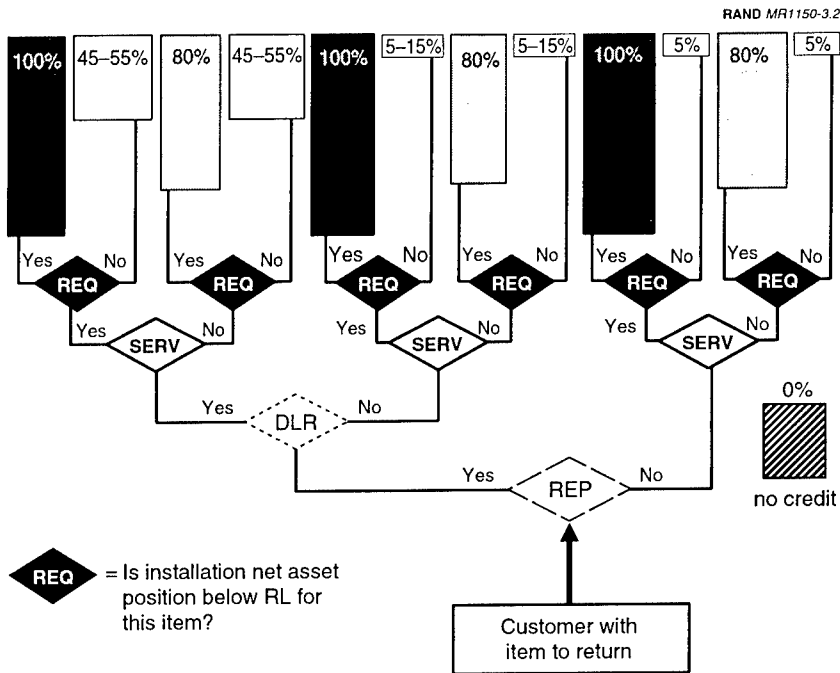 RAND MR1150-3.2
100% 45–55% 80% 45–55% 100% 5–15% 80% 5–15% 100% 5% 80% 5%
Yes No Yes No Yes No Yes No Yes No Yes No
REQ REQ REQ REQ REQ REQ
Yes SERV No Yes SERV No Yes SERV No
Yes DLR No
Yes REP No
0%
no credit
REQ = Is installation net asset
position below RL for
this item?
Customer with
item to return